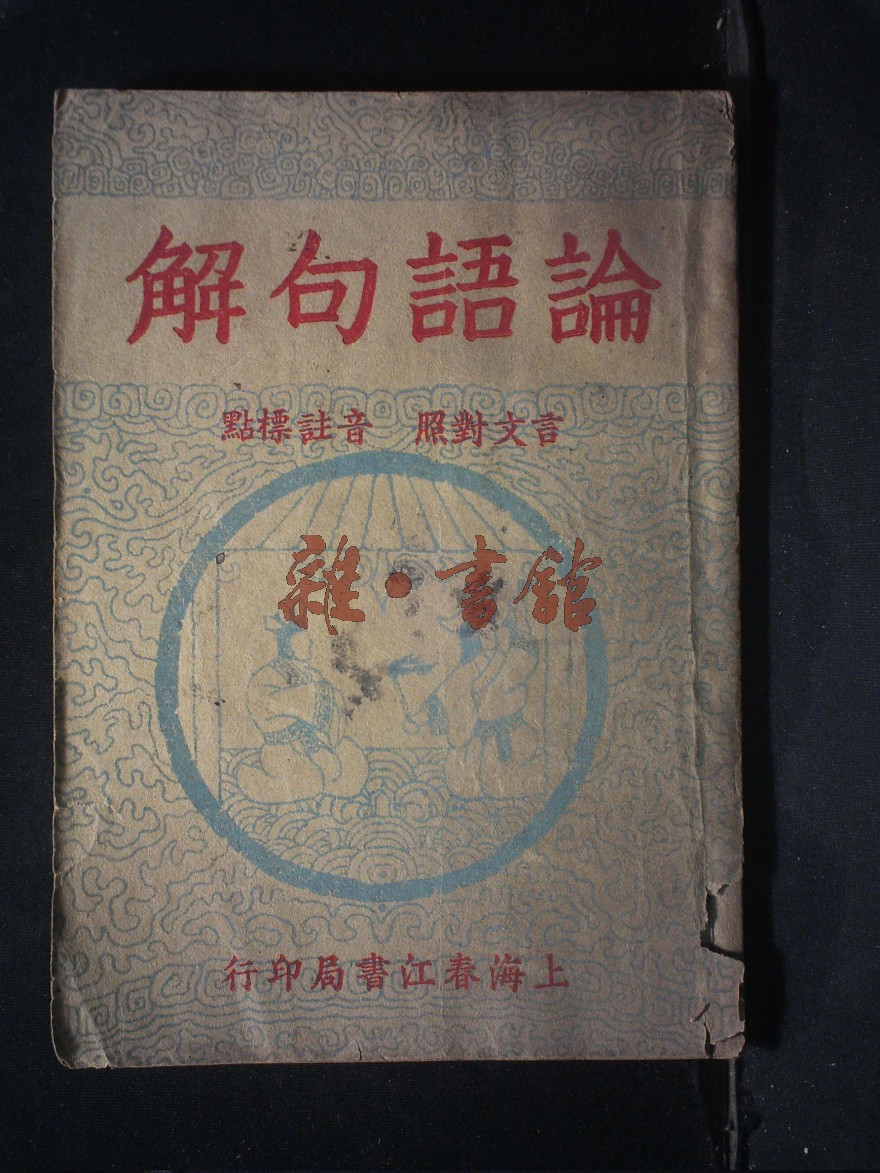 論語句解
言文對照 音註標點
雜·書館
上海春江書局印行